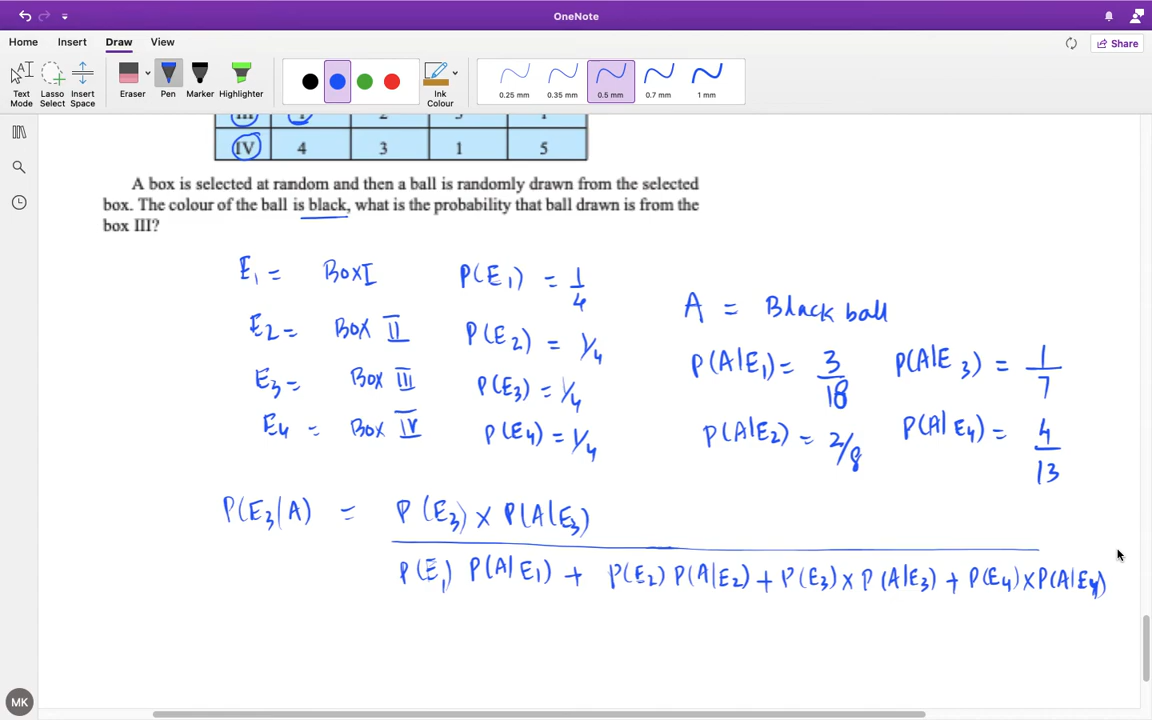 OneNote
Home Insert Draw View
Share
Text Mode
Lasso Select
Insert Space
Eraser
Pen
Marker
Highlighter
Ink Colour
0.25 mm 0.35 mm 0.5 mm 0.7 mm 1 mm
III 1 2 3 1
IV 4 3 1 5
A box is selected at random and then a ball is randomly drawn from the selected
box. The colour of the ball is black, what is the probability that ball drawn is from the
box III?
E₁ = Box I P(E₁) = 1/4
A = Black ball
E₂ = Box II P(E₂) = 1/4
P(A|E₁) = 3/18 P(A|E₃) = 1/7
E₃ = Box III P(E₃) = 1/4
E₄ = Box IV P(E₄) = 1/4
P(A|E₂) = 2/8 P(A|E₄) = 4/13
P(E₃|A) = P(E₃) × P(A|E₃)
P(E₁) P(A|E₁) + P(E₂) P(A|E₂) + P(E₃) × P(A|E₃) + P(E₄) × P(A|E₄)
MK